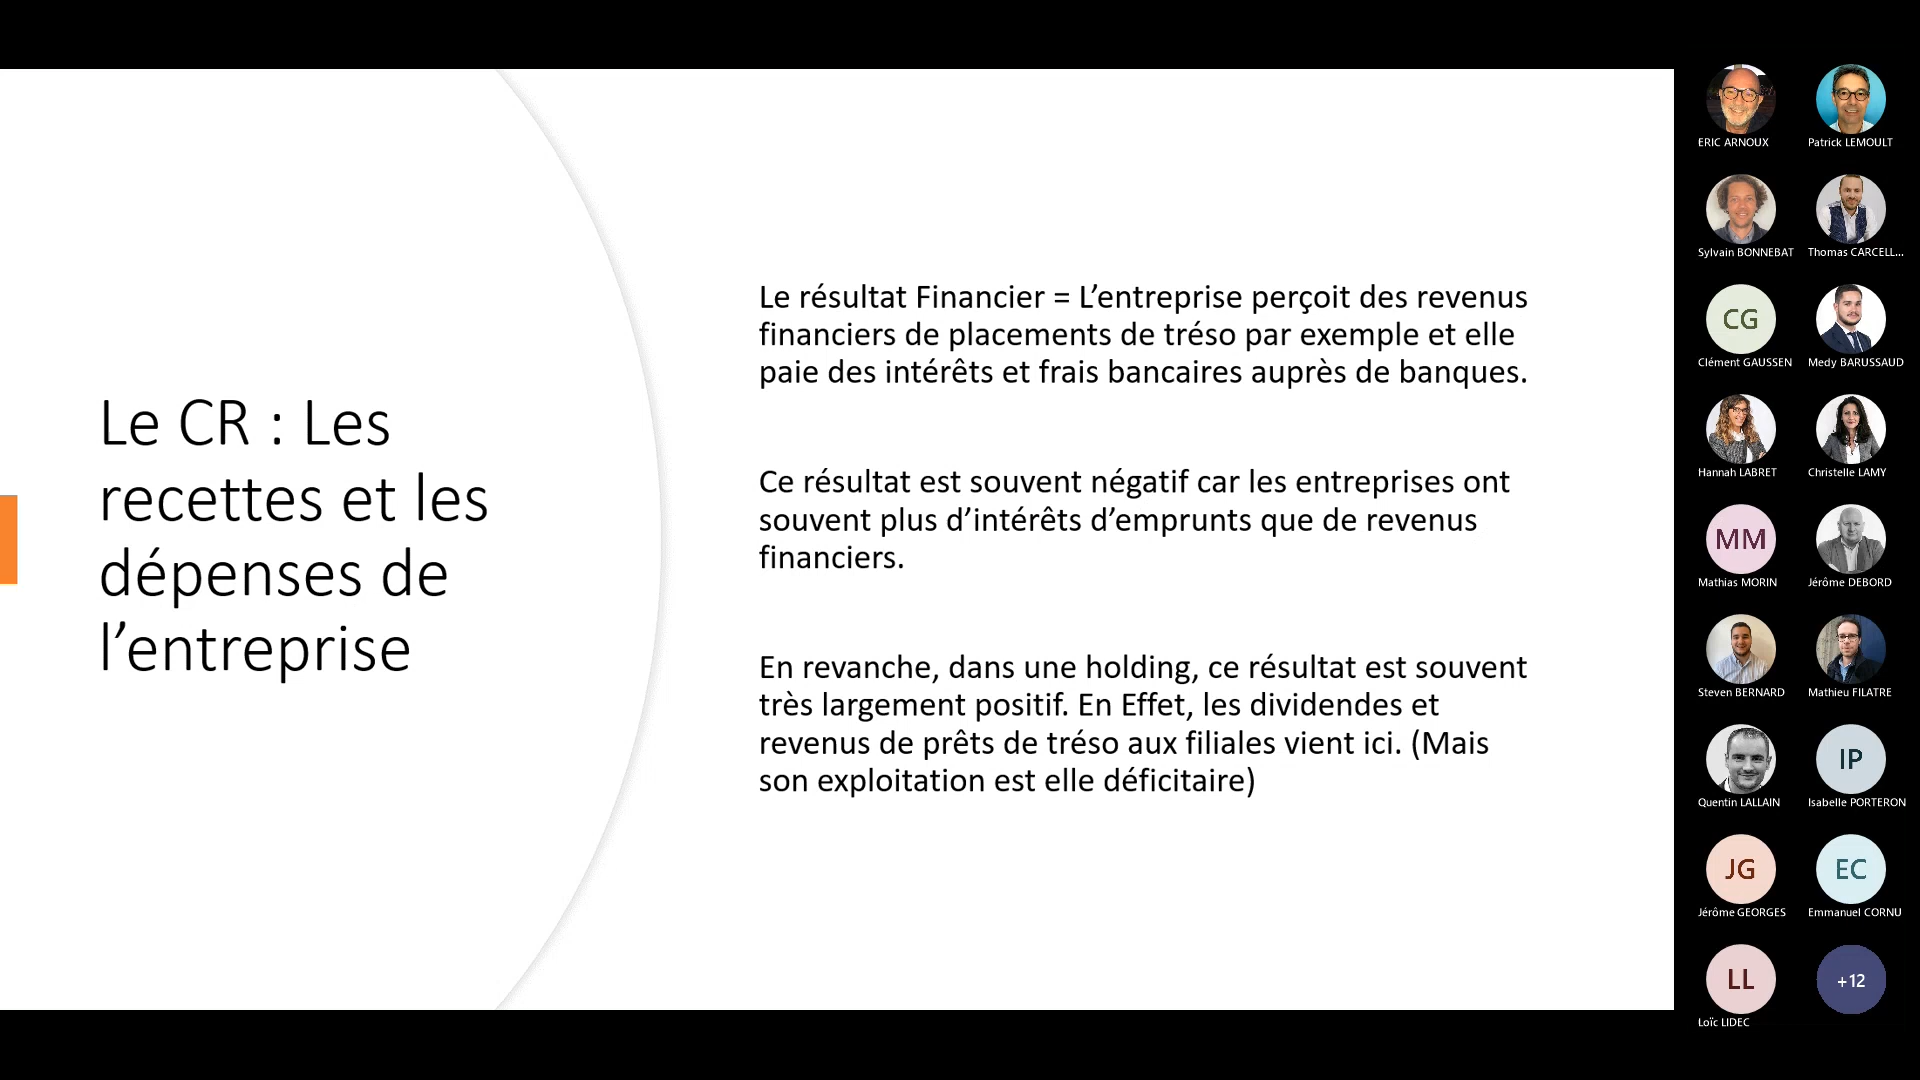 Le CR : Les
recettes et les
dépenses de
l’entreprise
Le résultat Financier = L’entreprise perçoit des revenus
financiers de placements de tréso par exemple et elle
paie des intérêts et frais bancaires auprès de banques.
Ce résultat est souvent négatif car les entreprises ont
souvent plus d’intérêts d’emprunts que de revenus
financiers.
En revanche, dans une holding, ce résultat est souvent
très largement positif. En Effet, les dividendes et
revenus de prêts de tréso aux filiales vient ici. (Mais
son exploitation est elle déficitaire)
ERIC ARNOUX
Patrick LEMOULT
Sylvain BONNEBAT
Thomas CARCELL...
CG
Clément GAUSSEN
Medy BARUSSAUD
Hannah LABRET
Christelle LAMY
MM
Mathias MORIN
Jérôme DEBORD
Steven BERNARD
Mathieu FILATRE
Quentin LALLAIN
IP
Isabelle PORTERON
JG
Jérôme GEORGES
EC
Emmanuel CORNU
LL
Loïc LIDEC
+12